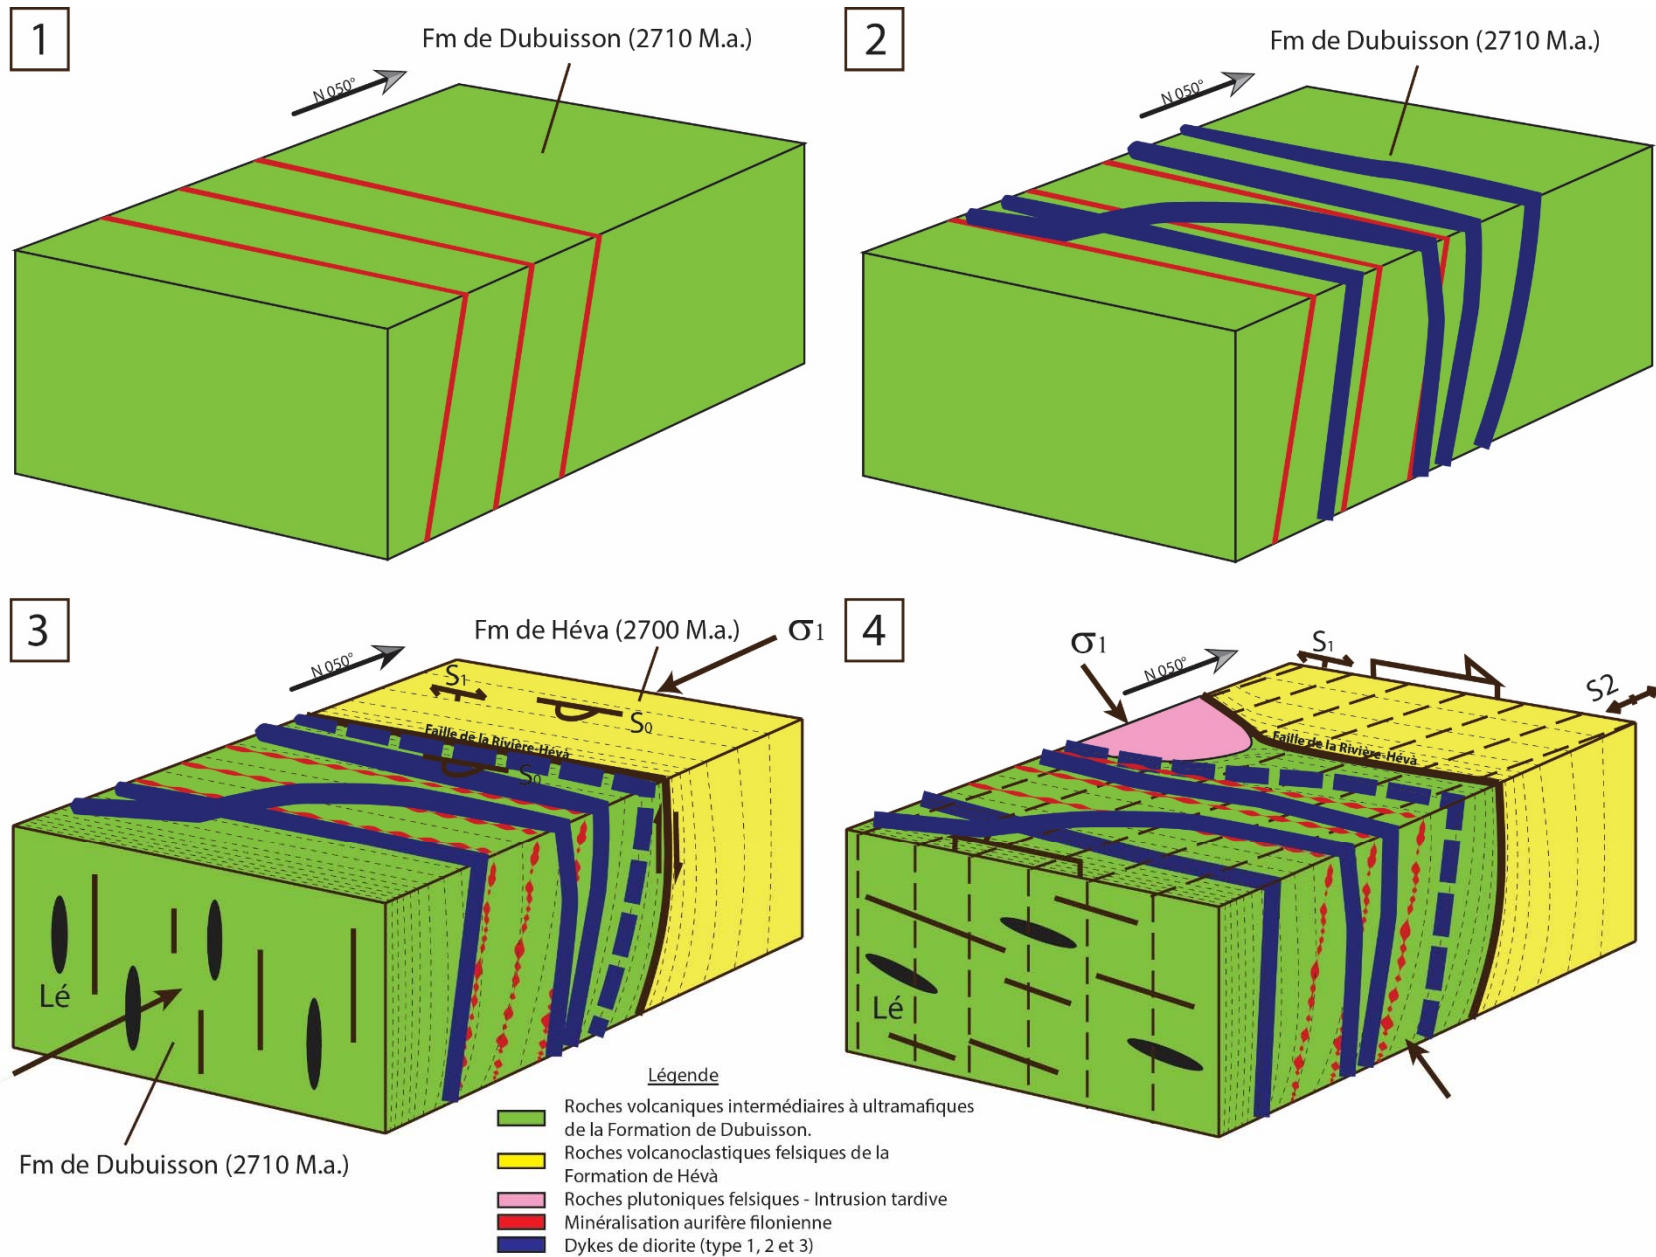 1
Fm de Dubuisson (2710 M.a.)
N 050°
2
Fm de Dubuisson (2710 M.a.)
N 050°
3
Fm de Héva (2700 M.a.)
σ1
N 050°
S1
S0
Faille de la Rivière-Hévà
S0
Lé
Fm de Dubuisson (2710 M.a.)
4
σ1
N 050°
S1
S2
Faille de la Rivière-Hévà
Lé
Légende
Roches volcaniques intermédiaires à ultramafiques
de la Formation de Dubuisson.
Roches volcanoclastiques felsiques de la
Formation de Hévà
Roches plutoniques felsiques - Intrusion tardive
Minéralisation aurifère filonienne
Dykes de diorite (type 1, 2 et 3)